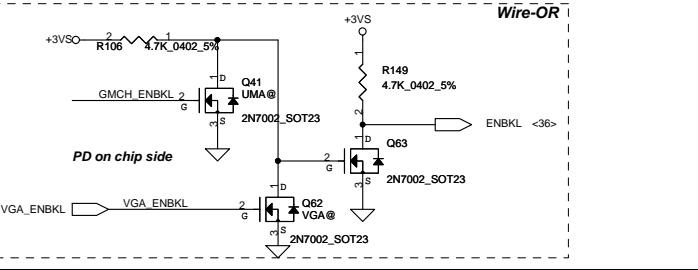 Wire-OR
+3VS
+3VS
2
1
R106
4.7K_0402_5%
1
R149
4.7K_0402_5%
2
1
D
Q41
UMA@
GMCH_ENBKL
2
G
2N7002_SOT23
3
S
ENBKL <36>
1
D
Q63
PD on chip side
2
G
3
S
2N7002_SOT23
1
D
Q62
VGA@
VGA_ENBKL
VGA_ENBKL
2
G
3
S
2N7002_SOT23